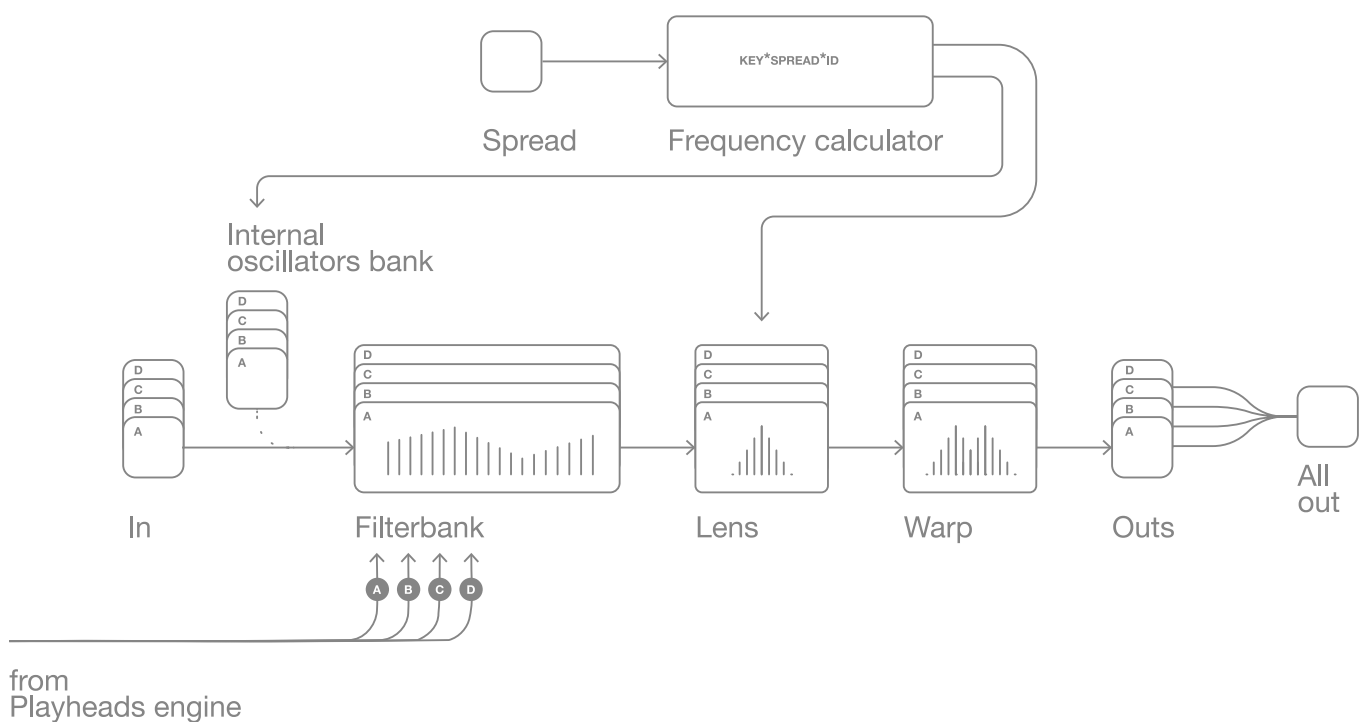 KEY*SPREAD*ID
Spread
Frequency calculator
Internal
oscillators bank
D
C
B
A
D
C
B
A
D
C
B
A
D
C
B
A
D
C
B
A
D
C
B
A
In
Filterbank
Lens
Warp
Outs
All
out
A
B
C
D
from
Playheads engine